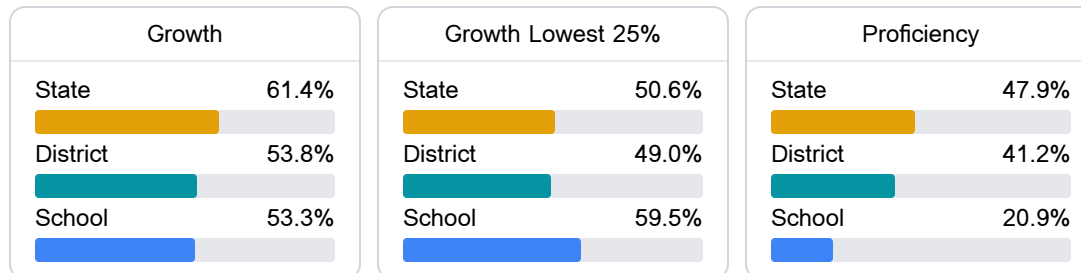 Growth
State 61.4%
District 53.8%
School 53.3%
Growth Lowest 25%
State 50.6%
District 49.0%
School 59.5%
Proficiency
State 47.9%
District 41.2%
School 20.9%